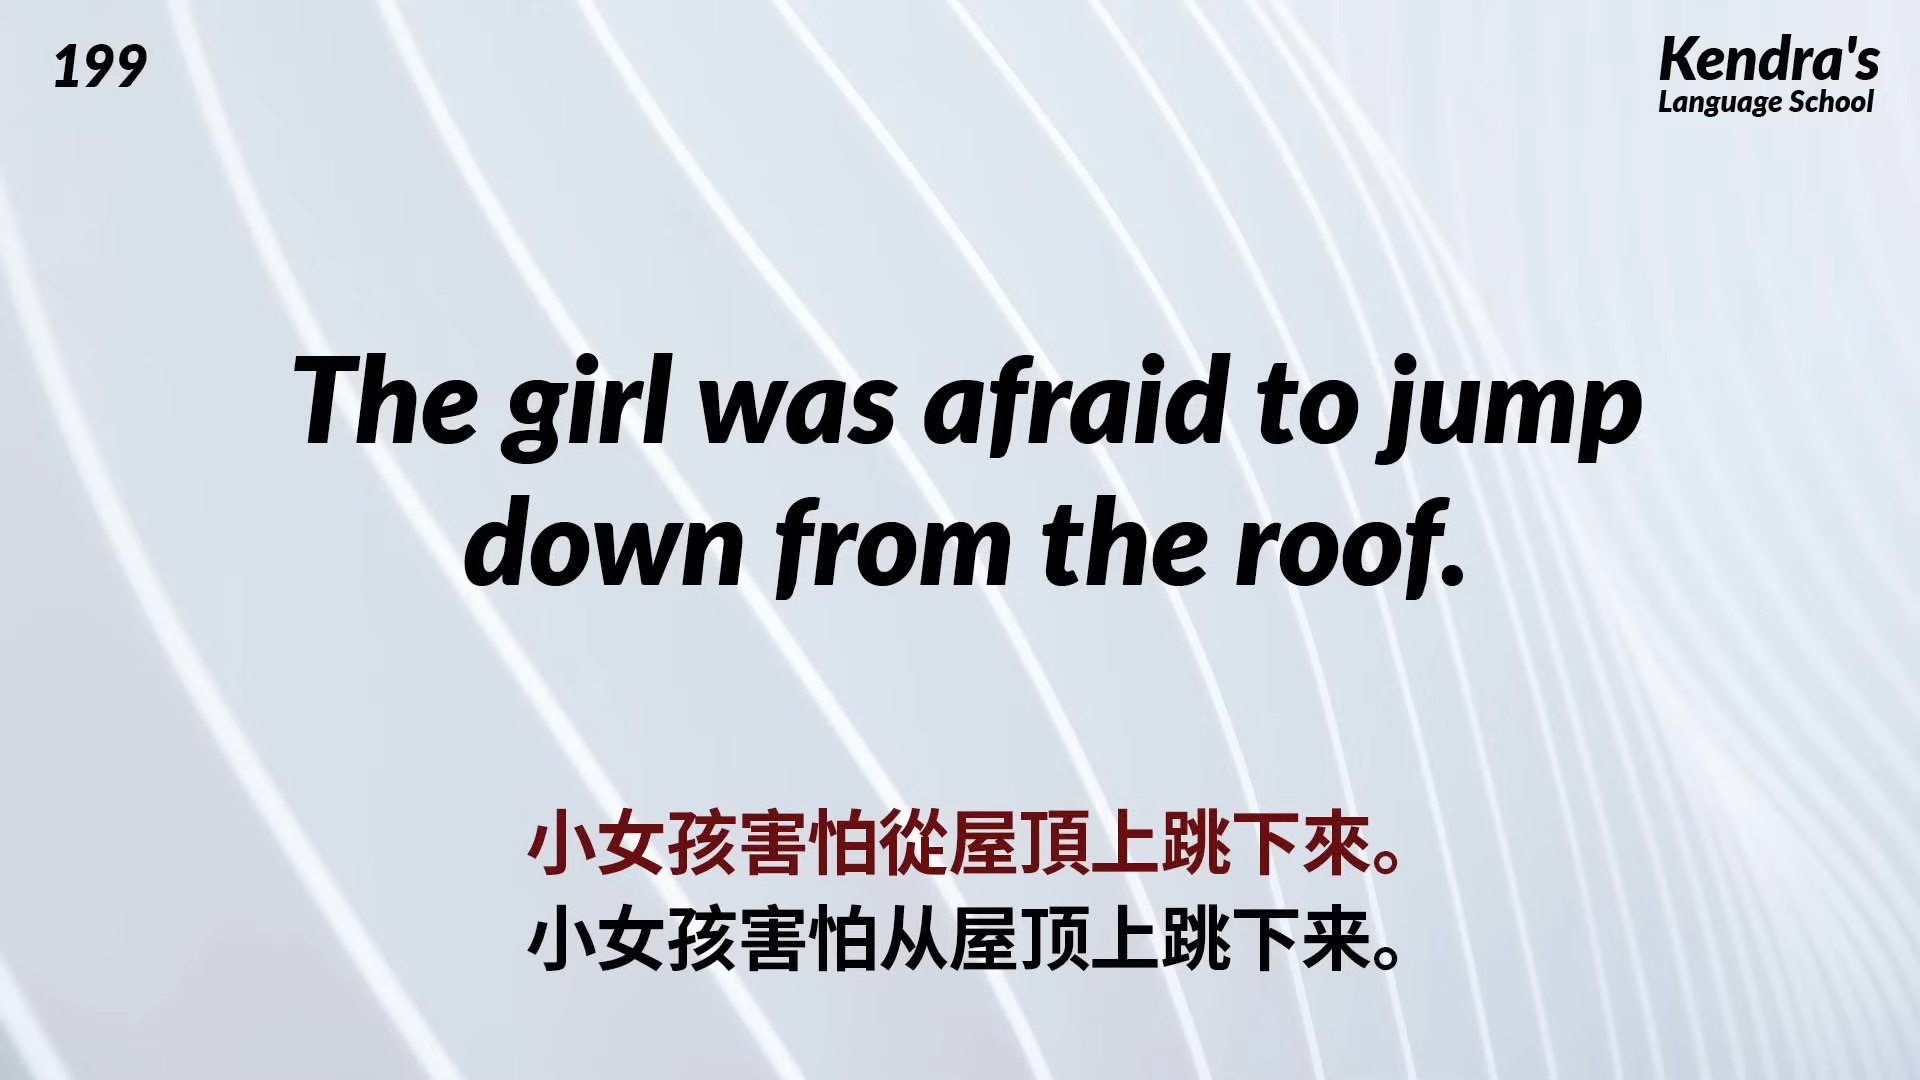 199
Kendra's
Language School
The girl was afraid to jump
down from the roof.
小女孩害怕從屋頂上跳下來。
小女孩害怕从屋顶上跳下来。